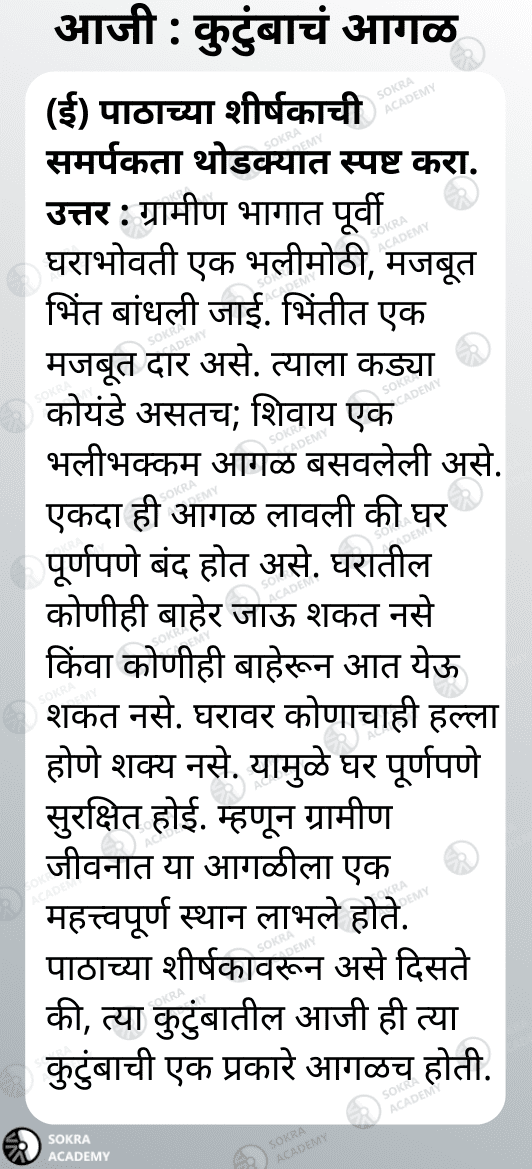 आजी : कुटुंबाचं आगळ
(ई) पाठाच्या शीर्षकाची
समर्पकता थोडक्यात स्पष्ट करा.
उत्तर : ग्रामीण भागात पूर्वी
घराभोवती एक भलीमोठी, मजबूत
भिंत बांधली जाई. भिंतीत एक
मजबूत दार असे. त्याला कड्या
कोयंडे असतच; शिवाय एक
भलीभक्कम आगळ बसवलेली असे.
एकदा ही आगळ लावली की घर
पूर्णपणे बंद होत असे. घरातील
कोणीही बाहेर जाऊ शकत नसे
किंवा कोणीही बाहेरून आत येऊ
शकत नसे. घरावर कोणाचाही हल्ला
होणे शक्य नसे. यामुळे घर पूर्णपणे
सुरक्षित होई. म्हणून ग्रामीण
जीवनात या आगळीला एक
महत्त्वपूर्ण स्थान लाभले होते.
पाठाच्या शीर्षकावरून असे दिसते
की, त्या कुटुंबातील आजी ही त्या
कुटुंबाची एक प्रकारे आगळच होती.
SOKRA
ACADEMY